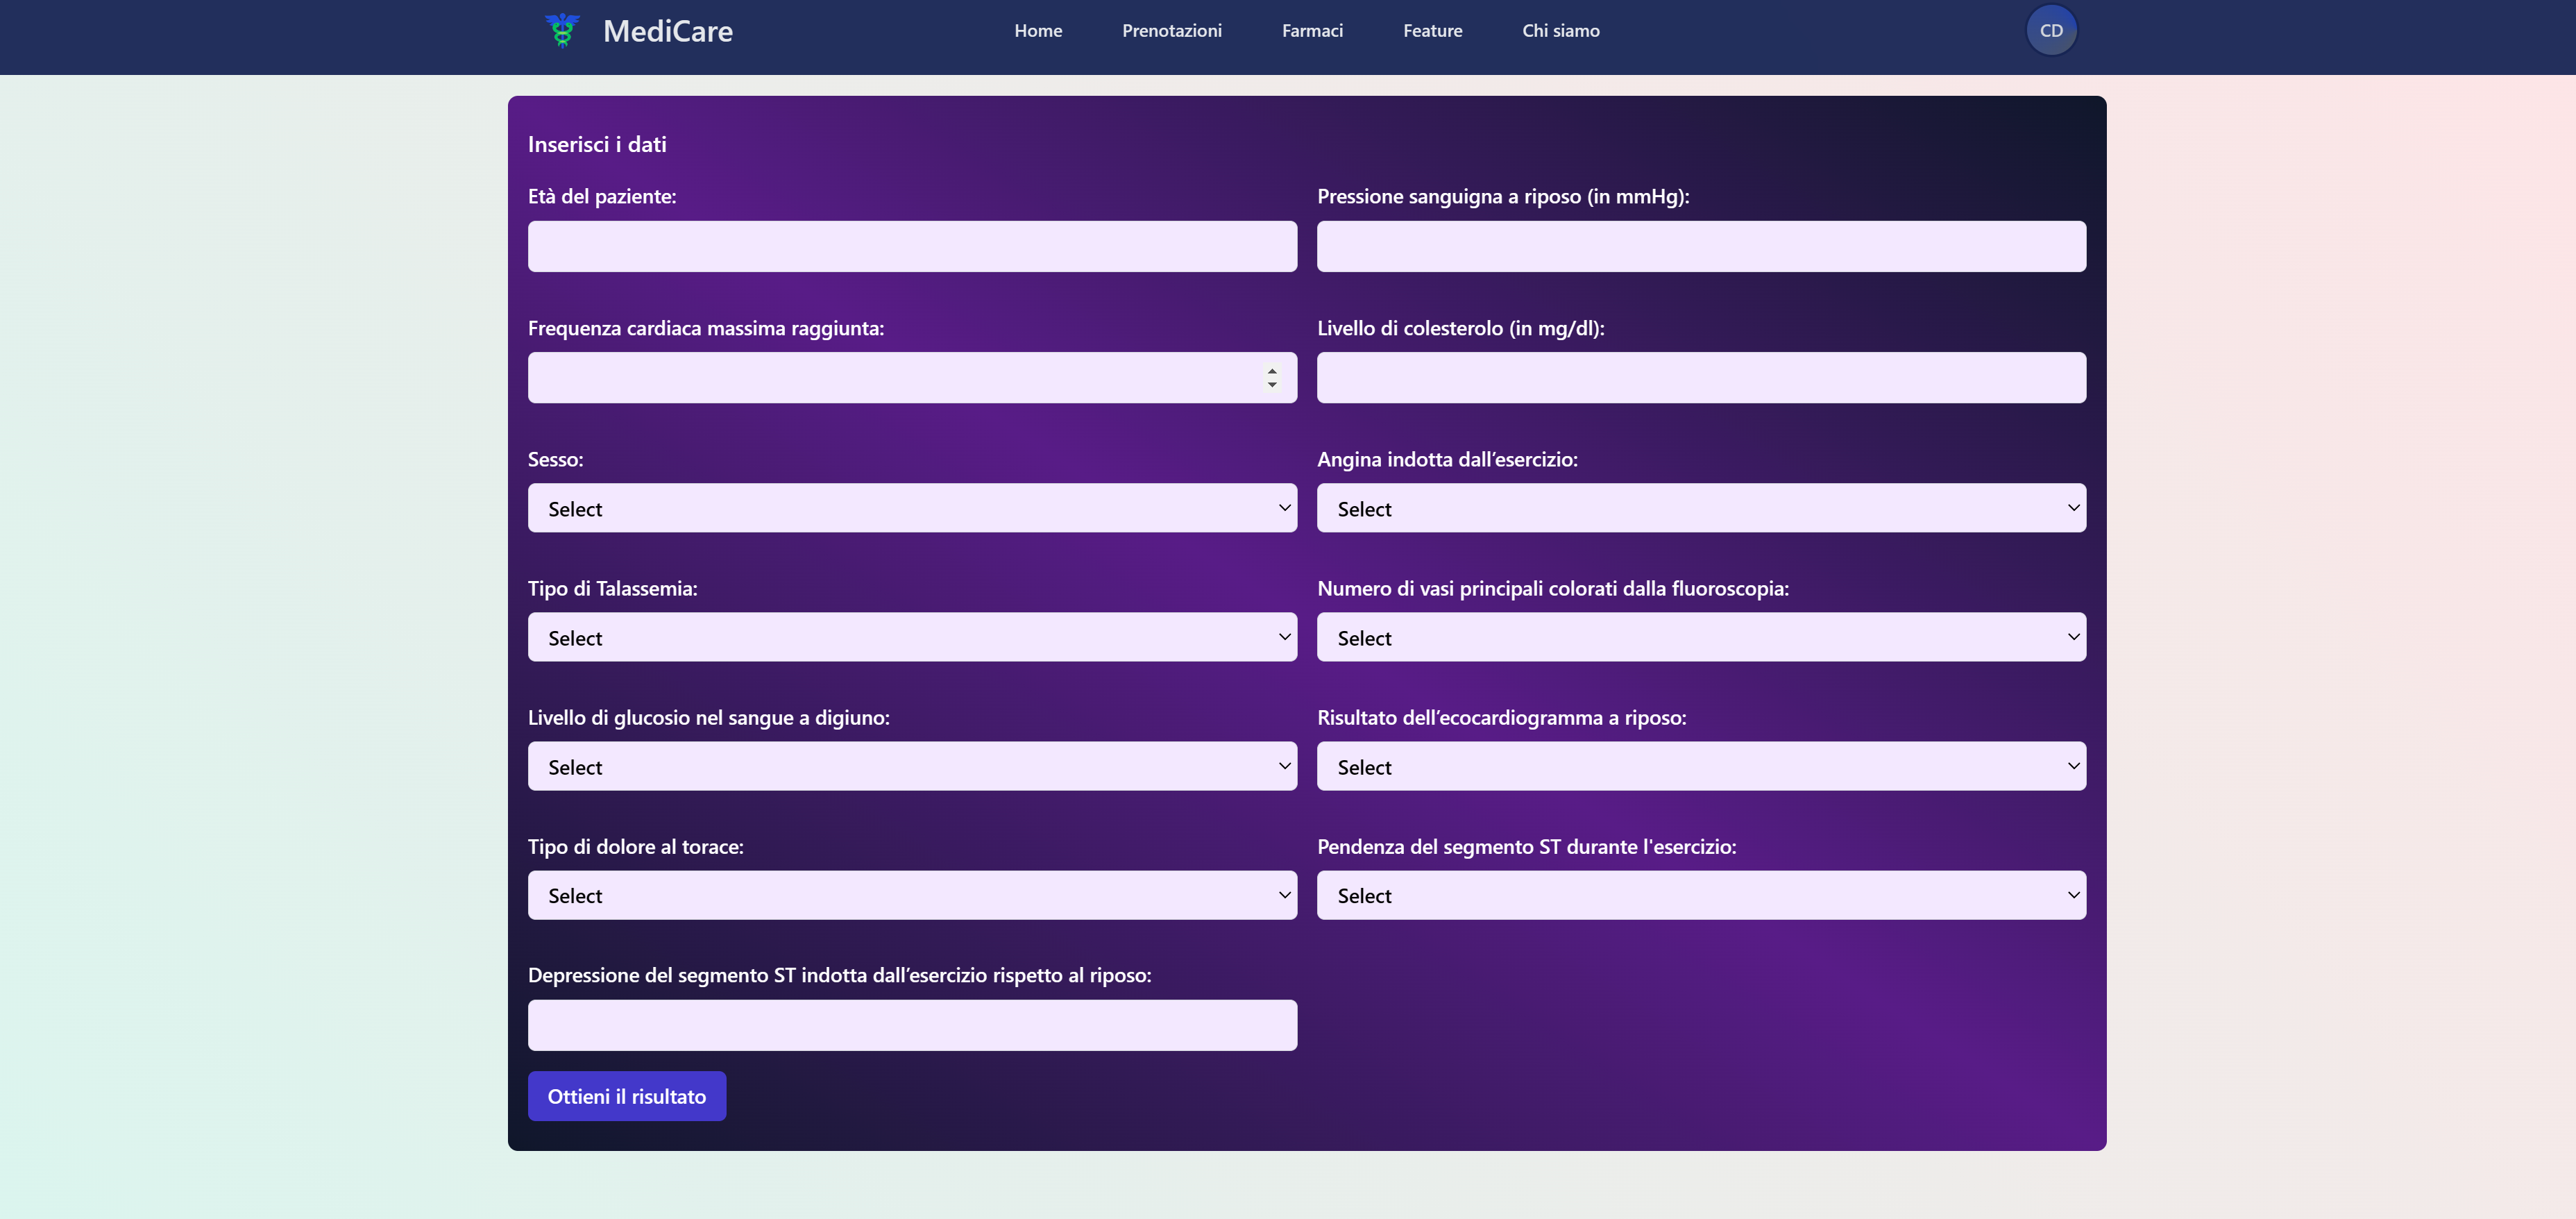 MediCare
Home
Prenotazioni
Farmaci
Feature
Chi siamo
CD
Inserisci i dati
Età del paziente:
Pressione sanguigna a riposo (in mmHg):
Frequenza cardiaca massima raggiunta:
Livello di colesterolo (in mg/dl):
Sesso:
Angina indotta dall’esercizio:
Select
Select
Tipo di Talassemia:
Numero di vasi principali colorati dalla fluoroscopia:
Select
Select
Livello di glucosio nel sangue a digiuno:
Risultato dell’ecocardiogramma a riposo:
Select
Select
Tipo di dolore al torace:
Pendenza del segmento ST durante l'esercizio:
Select
Select
Depressione del segmento ST indotta dall’esercizio rispetto al riposo:
Ottieni il risultato